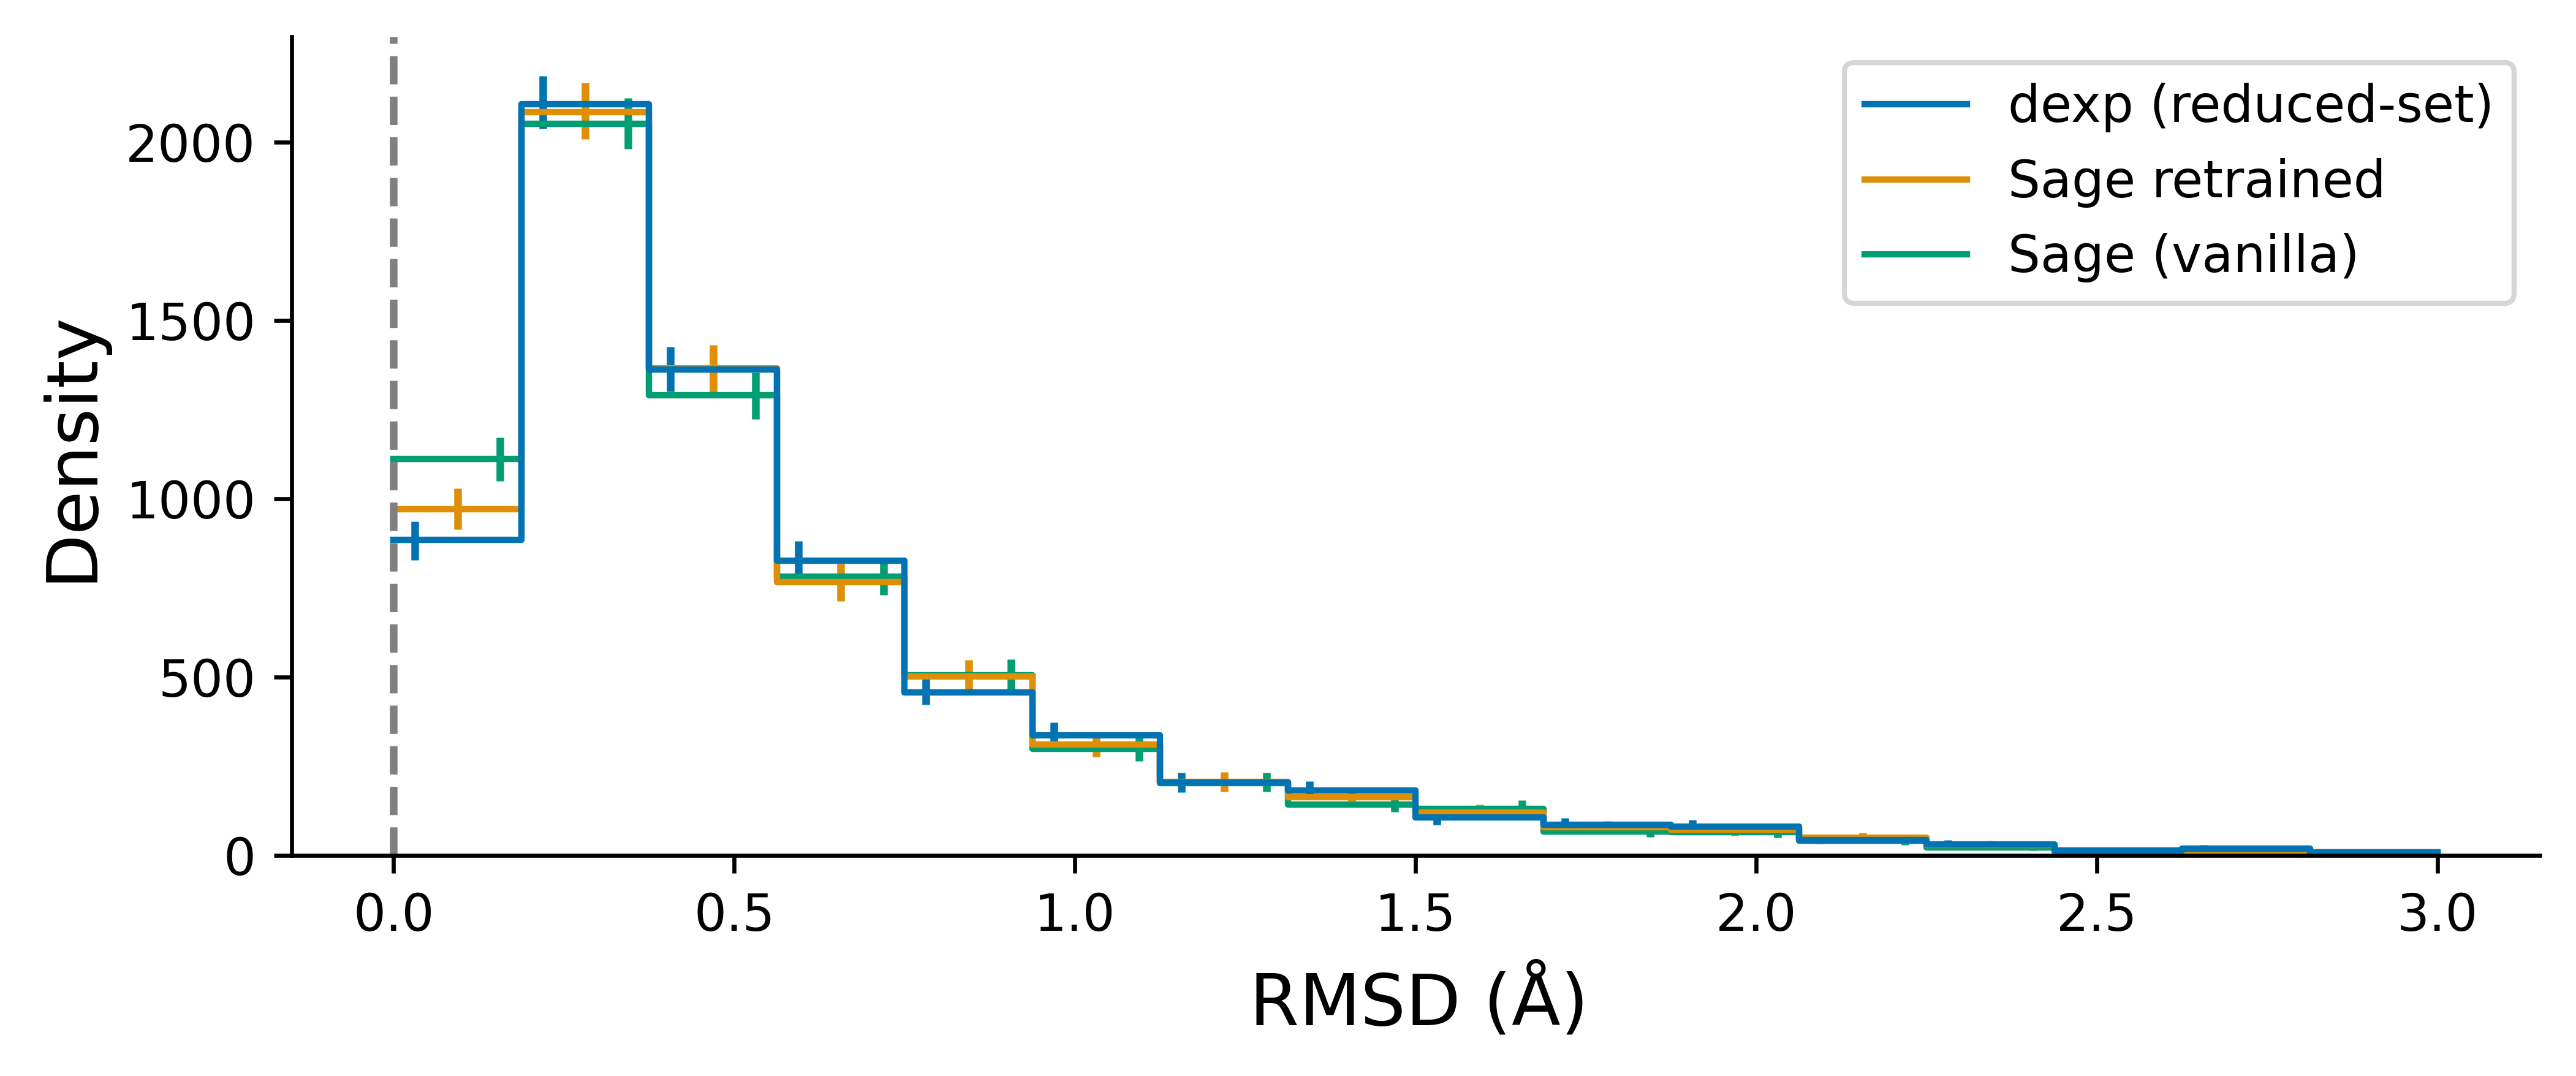 dexp (reduced-set)
Sage retrained
Sage (vanilla)
Density
2000
1500
1000
500
0
0.0 0.5 1.0 1.5 2.0 2.5 3.0
RMSD (Å)